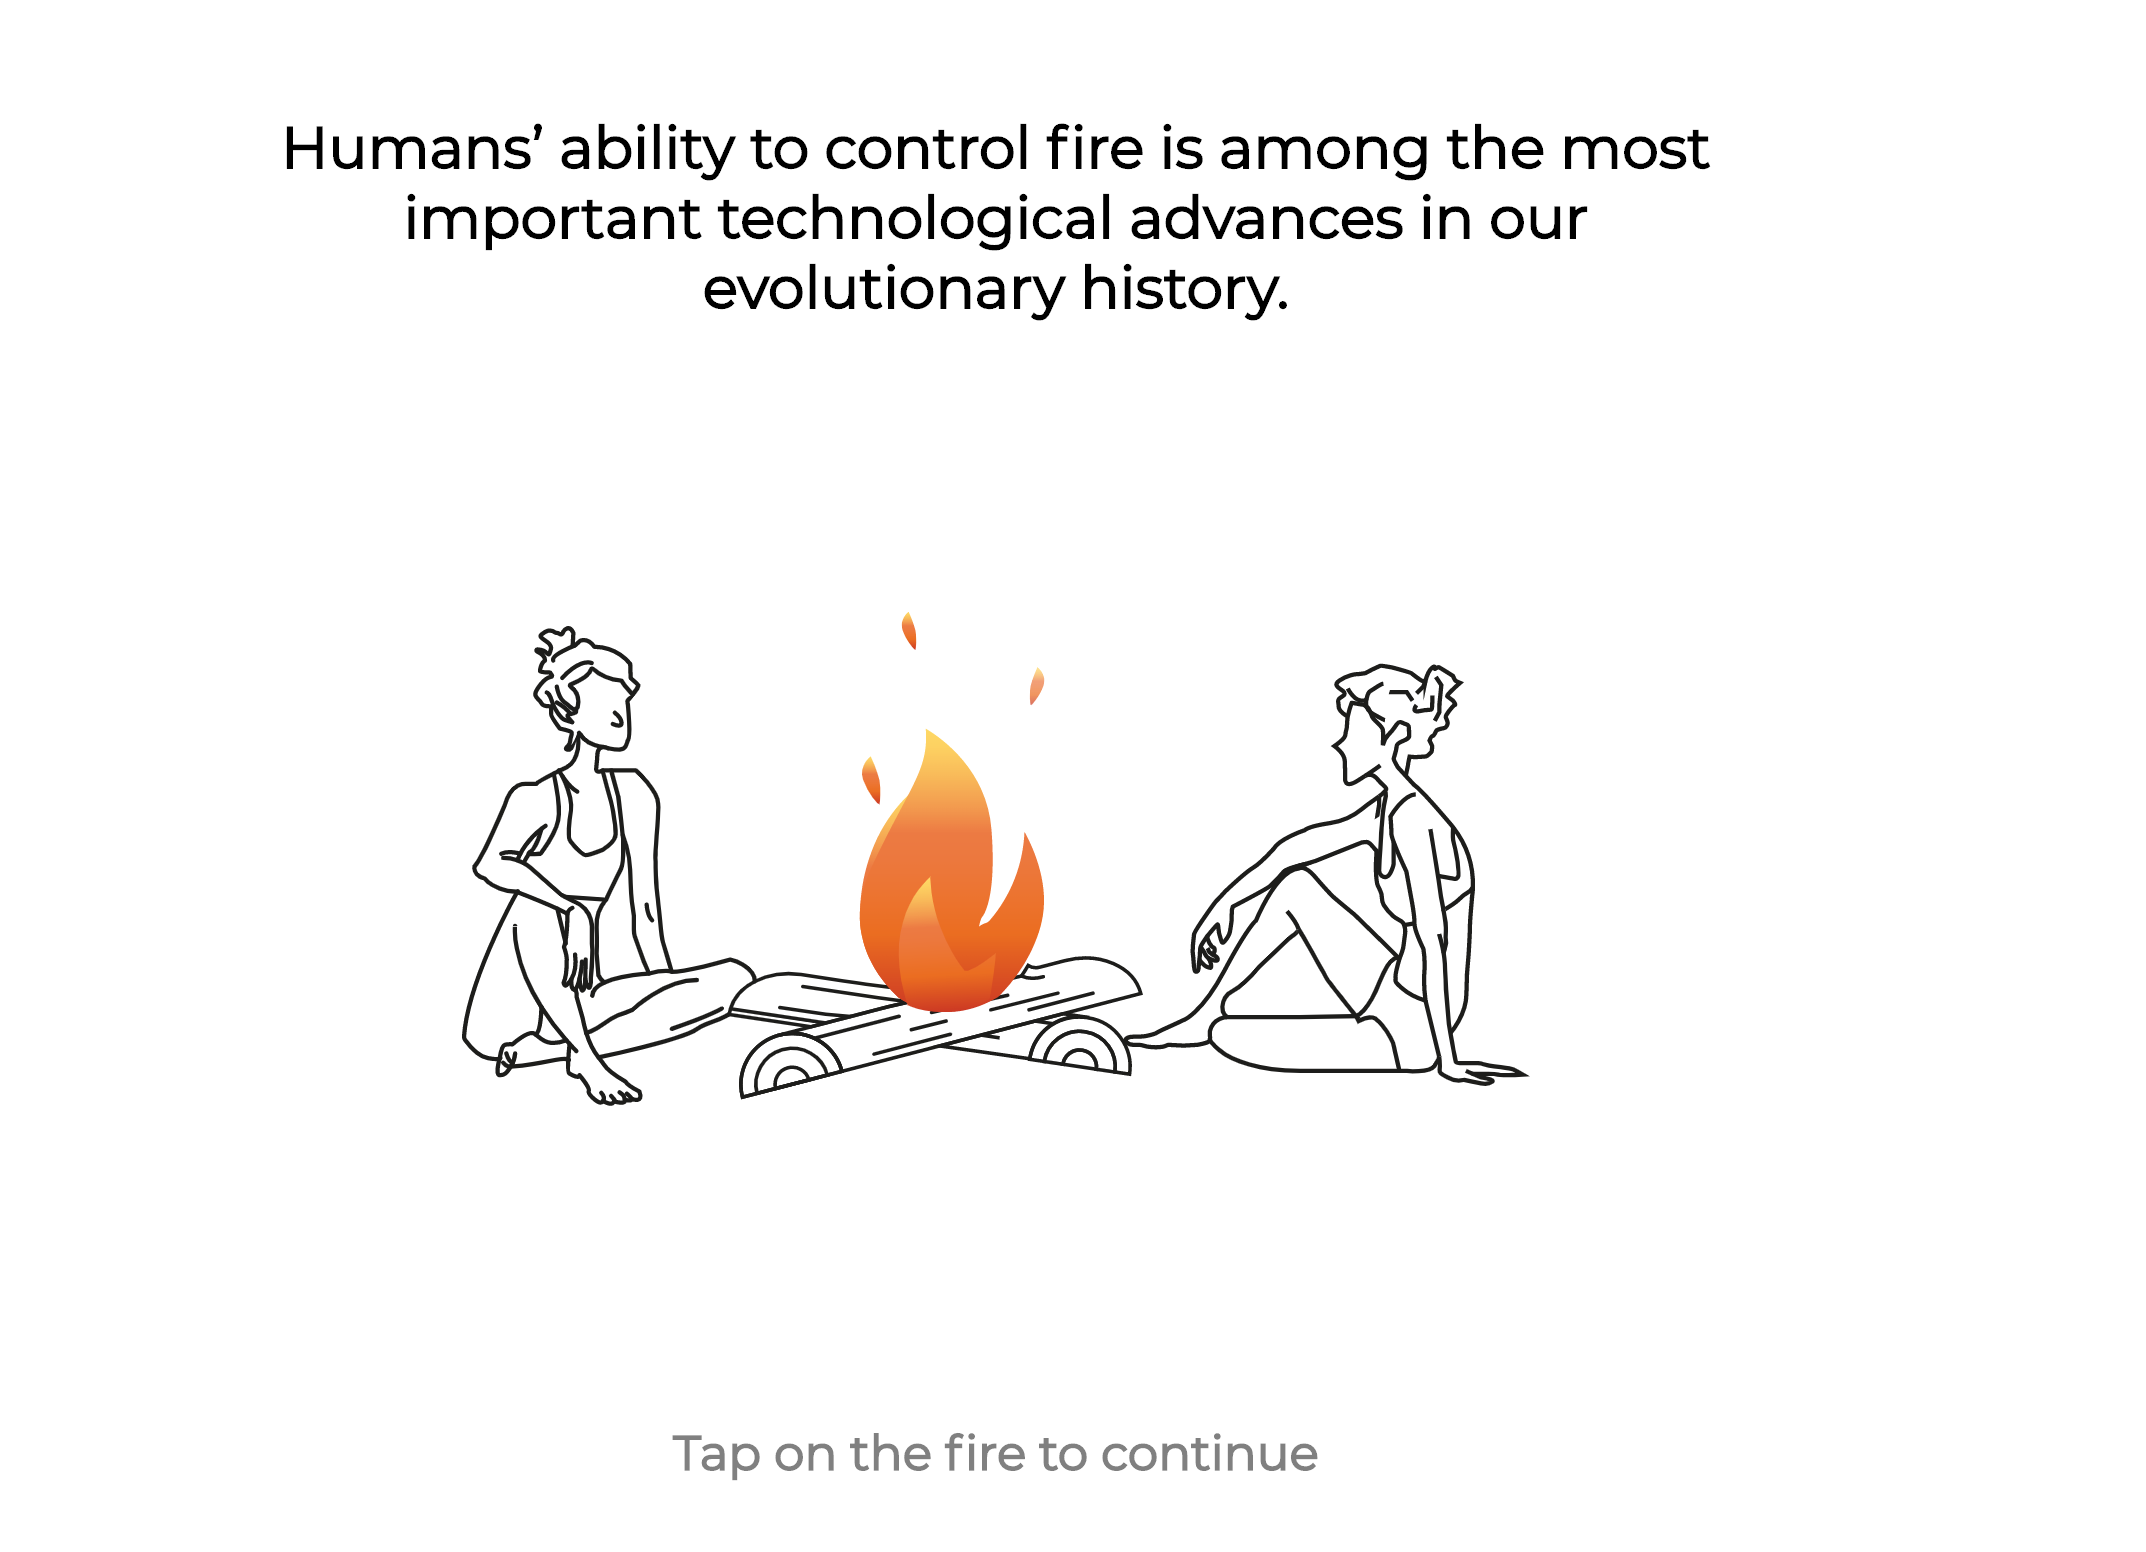 Humans’ ability to control fire is among the most
important technological advances in our
evolutionary history.
Tap on the fire to continue